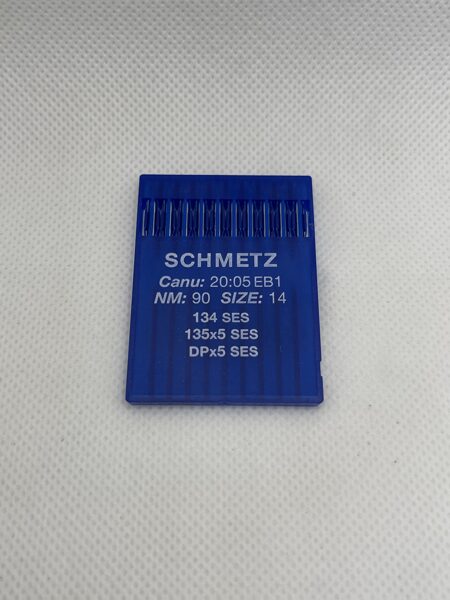 SCHMETZ
Canu: 20:05 EB1
NM: 90 SIZE: 14
134 SES
135x5 SES
DPx5 SES